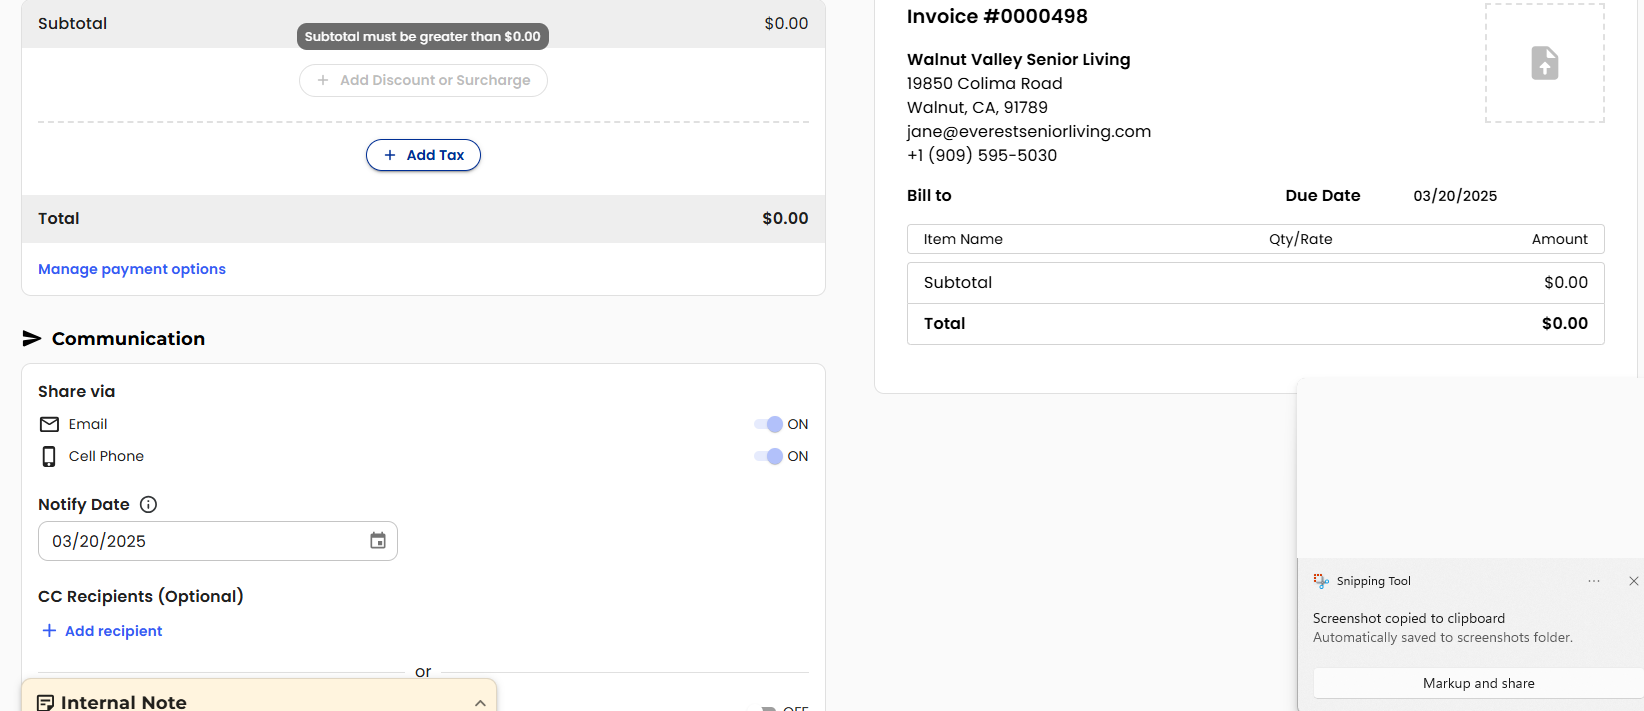 Subtotal $0.00
Subtotal must be greater than $0.00
+ Add Discount or Surcharge
+ Add Tax
Total $0.00
Manage payment options
Communication
Share via
Email ON
Cell Phone ON
Notify Date
03/20/2025
CC Recipients (Optional)
+ Add recipient
or
Internal Note
OFF
Invoice #0000498
Walnut Valley Senior Living
19850 Colima Road
Walnut, CA, 91789
jane@everestseniorliving.com
+1 (909) 595-5030
Bill to Due Date 03/20/2025
Item Name Qty/Rate Amount
Subtotal $0.00
Total $0.00
Snipping Tool
Screenshot copied to clipboard
Automatically saved to screenshots folder.
Markup and share